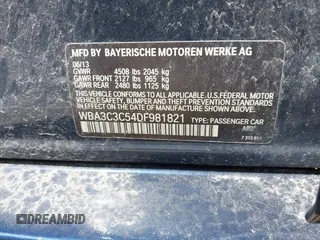 MFD BY BAYERISCHE MOTOREN WERKE AG
06/13
GVWR 4508 lbs 2045 kg
GAWR FRONT 2127 lbs 965 kg
GAWR REAR 2480 lbs 1125 kg
THIS VEHICLE CONFORMS TO ALL APPLICABLE U.S. FEDERAL MOTOR
VEHICLE SAFETY, BUMPER, AND THEFT PREVENTION STANDARDS
IN EFFECT ON THE DATE OF MANUFACTURE SHOWN ABOVE.
WBA3C3C54DF981821 TYPE: PASSENGER CAR
DREAMBID